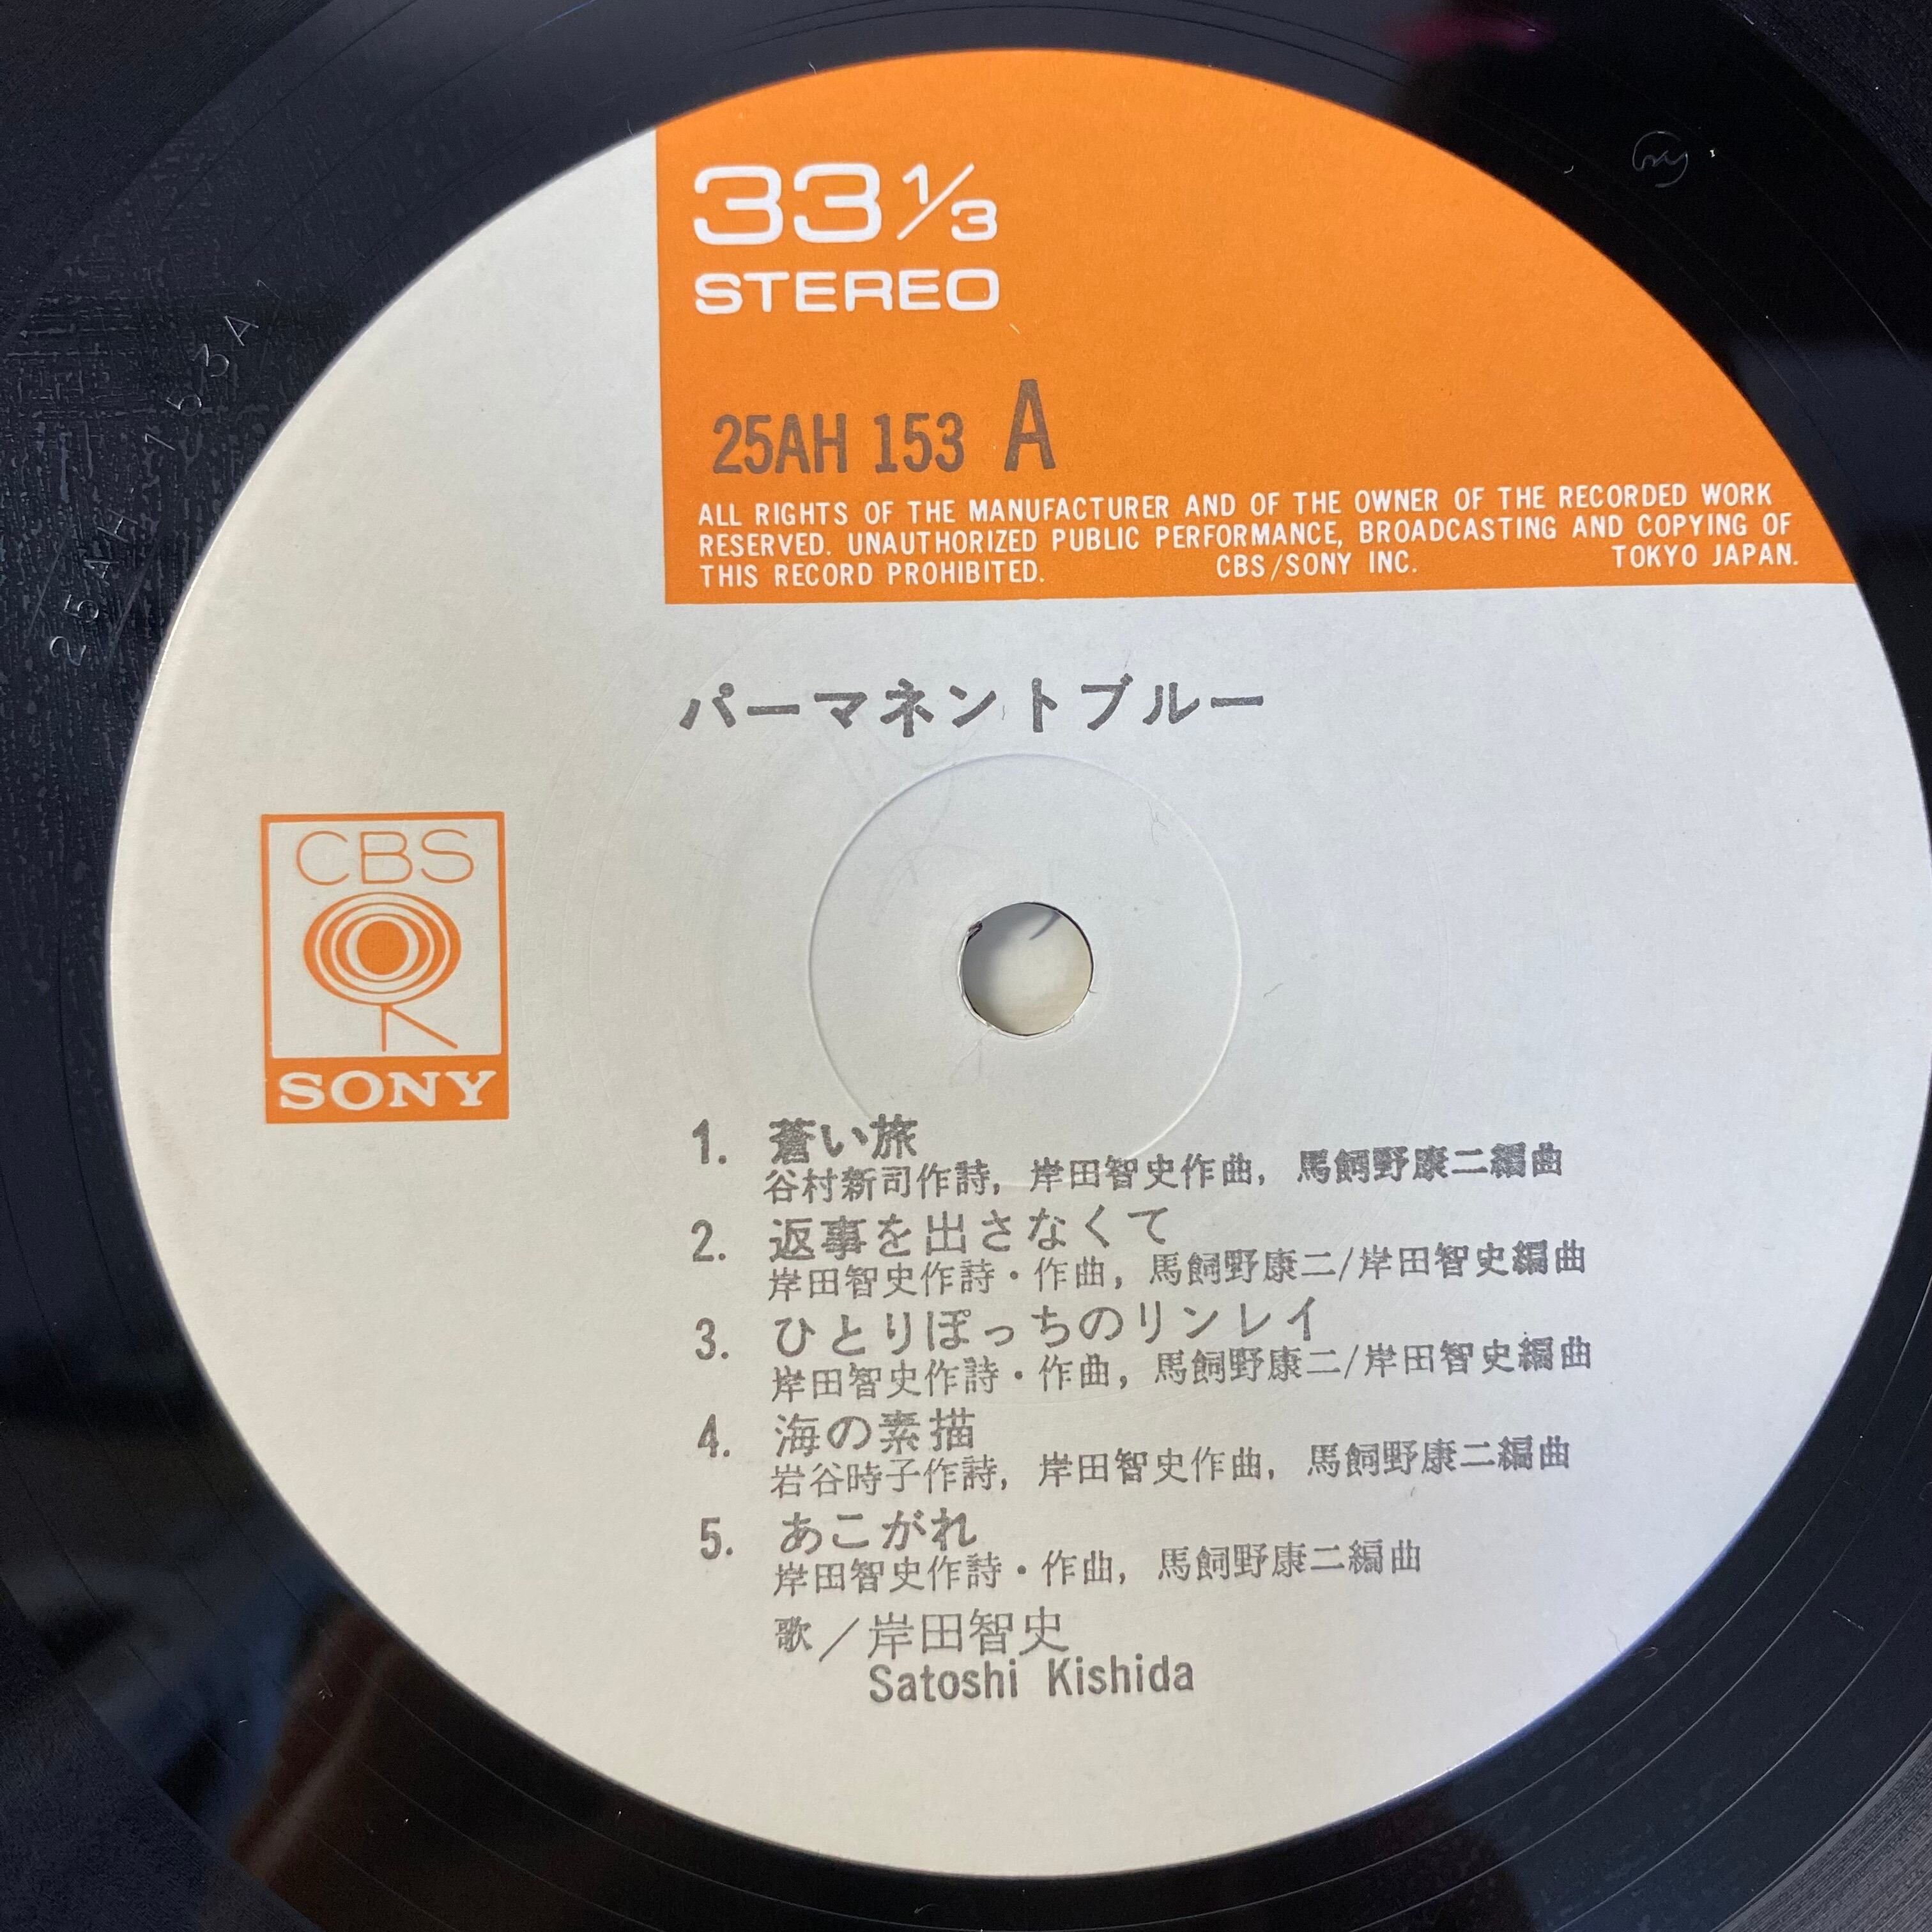 33 1/3
STEREO
25AH 153 A
ALL RIGHTS OF THE MANUFACTURER AND OF THE OWNER OF THE RECORDED WORK
RESERVED. UNAUTHORIZED PUBLIC PERFORMANCE, BROADCASTING AND COPYING OF
THIS RECORD PROHIBITED. CBS/SONY INC. TOKYO JAPAN.
パーマネントブルー
CBS
SONY
1. 蒼い旅
谷村新司作詩, 岸田智史作曲, 馬飼野康二編曲
2. 返事を出さなくて
岸田智史作詩・作曲, 馬飼野康二/岸田智史編曲
3. ひとりぽっちのリンレイ
岸田智史作詩・作曲, 馬飼野康二/岸田智史編曲
4. 海の素描
岩谷時子作詩, 岸田智史作曲, 馬飼野康二編曲
5. あこがれ
岸田智史作詩・作曲, 馬飼野康二編曲
歌／岸田智史
Satoshi Kishida